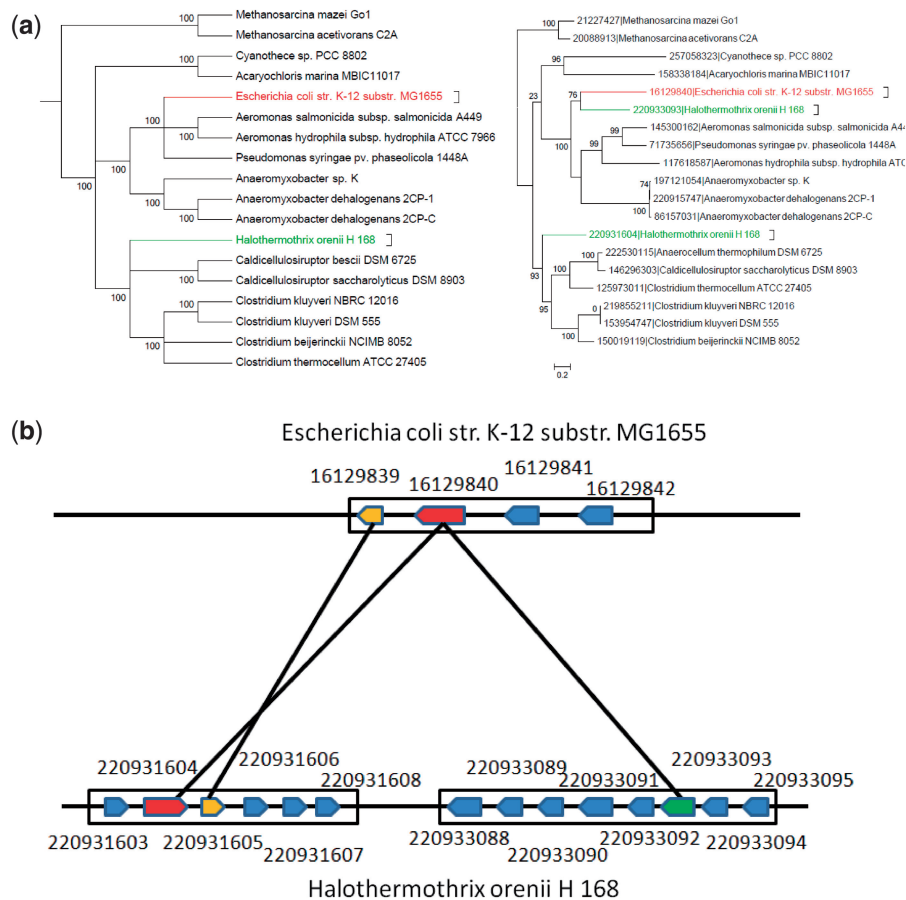 (a)
100
Methanosarcina mazei Go1
Methanosarcina acetivorans C2A
100
Cyanothece sp. PCC 8802
Acaryochloris marina MBIC11017
Escherichia coli str. K-12 substr. MG1655
100
Aeromonas salmonicida subsp. salmonicida A449
100
Aeromonas hydrophila subsp. hydrophila ATCC 7966
Pseudomonas syringae pv. phaseolicola 1448A
100
100
Anaeromyxobacter sp. K
Anaeromyxobacter dehalogenans 2CP-1
100
Anaeromyxobacter dehalogenans 2CP-C
100
Halothermothrix orenii H 168
Caldicellulosiruptor bescii DSM 6725
100
Caldicellulosiruptor saccharolyticus DSM 8903
100
100
Clostridium kluyveri NBRC 12016
Clostridium kluyveri DSM 555
Clostridium beijerinckii NCIMB 8052
100
Clostridium thermocellum ATCC 27405
21227427|Methanosarcina mazei Go1
100
20088913|Methanosarcina acetivorans C2A
96
257058323|Cyanothece sp. PCC 8802
158338184|Acaryochloris marina MBIC11017
23
76
16129840|Escherichia coli str. K-12 substr. MG1655
220933093|Halothermothrix orenii H 168
99
145300162|Aeromonas salmonicida subsp. salmonicida A44
99
71735656|Pseudomonas syringae pv. phaseolicola 1448A
117618587|Aeromonas hydrophila subsp. hydrophila ATC
100
74
197121054|Anaeromyxobacter sp. K
220915747|Anaeromyxobacter dehalogenans 2CP-1
100
86157031|Anaeromyxobacter dehalogenans 2CP-C
220931604|Halothermothrix orenii H 168
93
100
222530115|Anaerocellum thermophilum DSM 6725
100
146296303|Caldicellulosiruptor saccharolyticus DSM 8903
125973011|Clostridium thermocellum ATCC 27405
95
0
219855211|Clostridium kluyveri NBRC 12016
153954747|Clostridium kluyveri DSM 555
100
150019119|Clostridium beijerinckii NCIMB 8052
0.2
(b)
Escherichia coli str. K-12 substr. MG1655
16129839
16129840
16129841
16129842
220931604
220931606
220931608
220933089
220933091
220933093
220933095
220931603
220931605
220931607
220933088
220933090
220933092
220933094
Halothermothrix orenii H 168